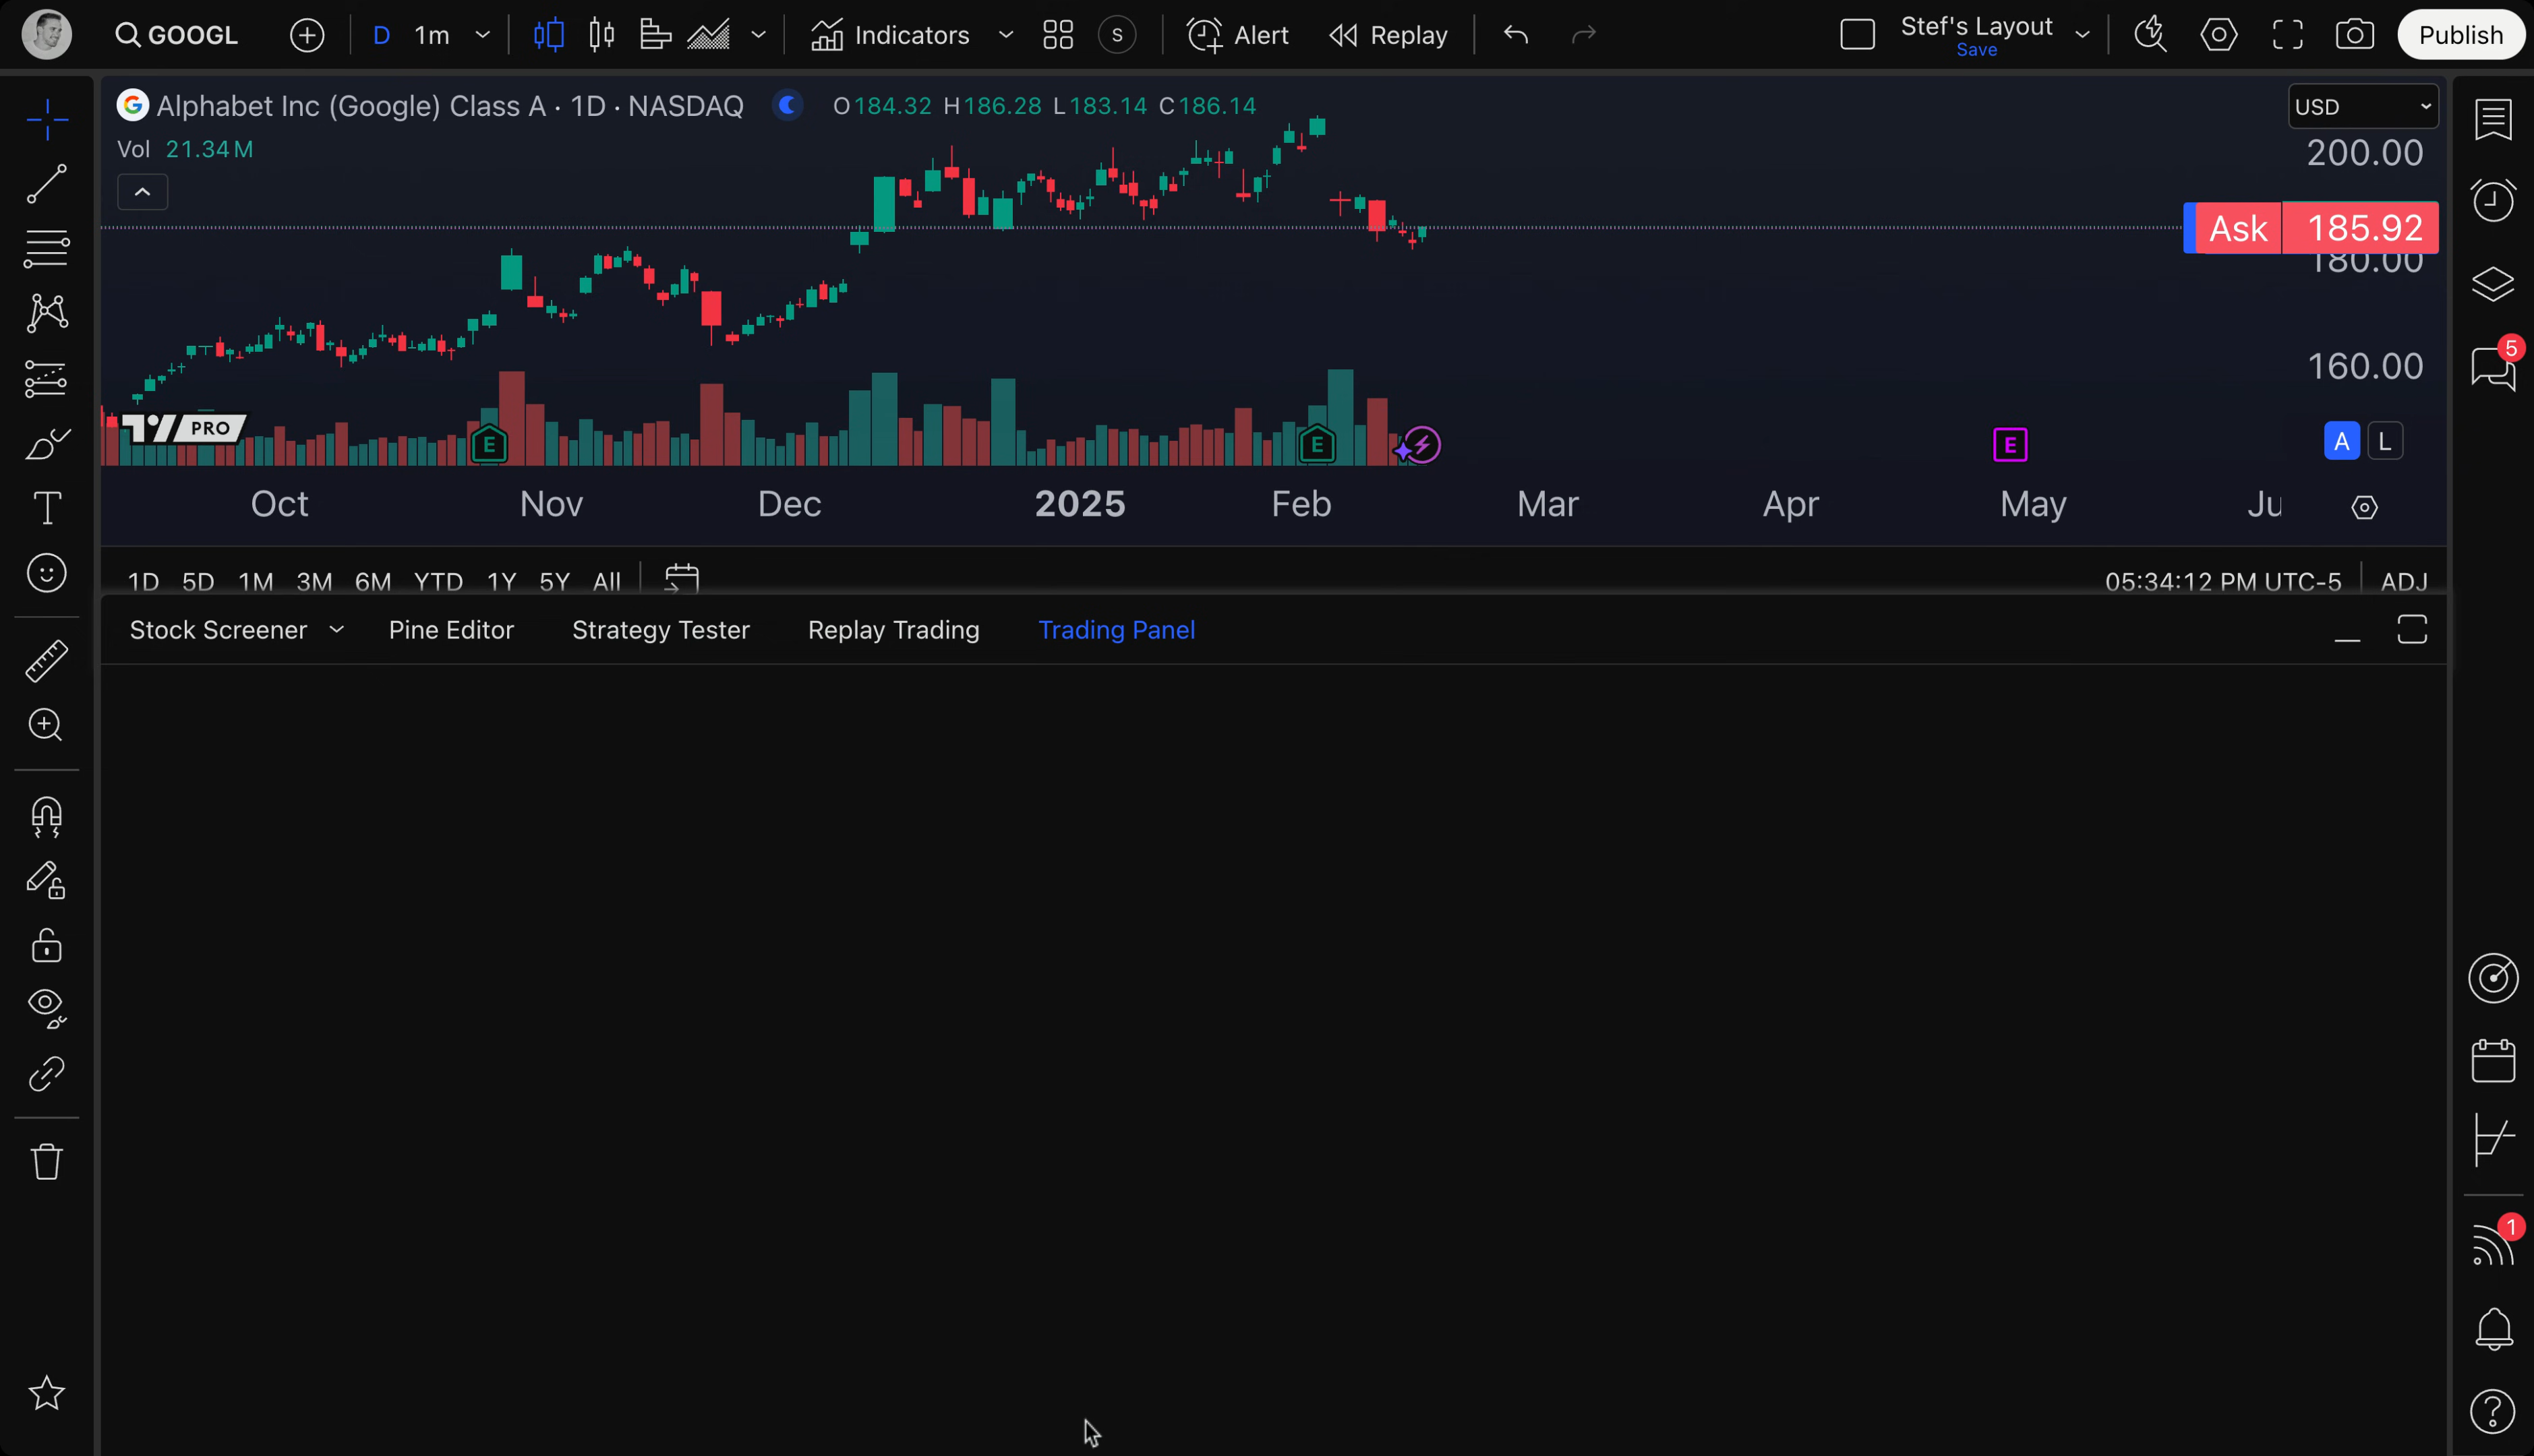 GOOGL D 1m Indicators S Alert Replay Stef's Layout Publish
Save
Alphabet Inc (Google) Class A · 1D · NASDAQ O184.32 H186.28 L183.14 C186.14 USD
Vol 21.34M
200.00
Ask 185.92
180.00
160.00
5
PRO
E E E A L
Oct Nov Dec 2025 Feb Mar Apr May Ju
1D 5D 1M 3M 6M YTD 1Y 5Y All 05:34:12 PM UTC-5 ADJ
Stock Screener Pine Editor Strategy Tester Replay Trading Trading Panel
1